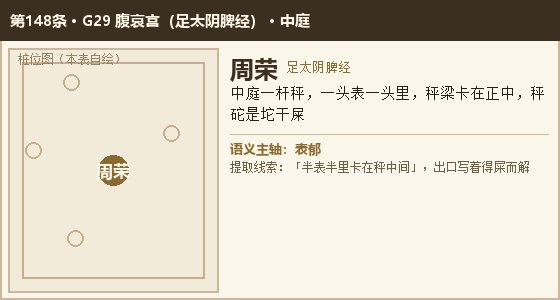 第148条·G29 腹哀宫（足太阴脾经）·中庭
桩位图（本表自绘）
周荣
周荣 足太阴脾经
中庭一杆秤，一头表一头里，秤梁卡在正中，秤
砣是坨干屎
语义主轴：表郁
提取线索：「半表半里卡在秤中间」，出口写着得屎而解